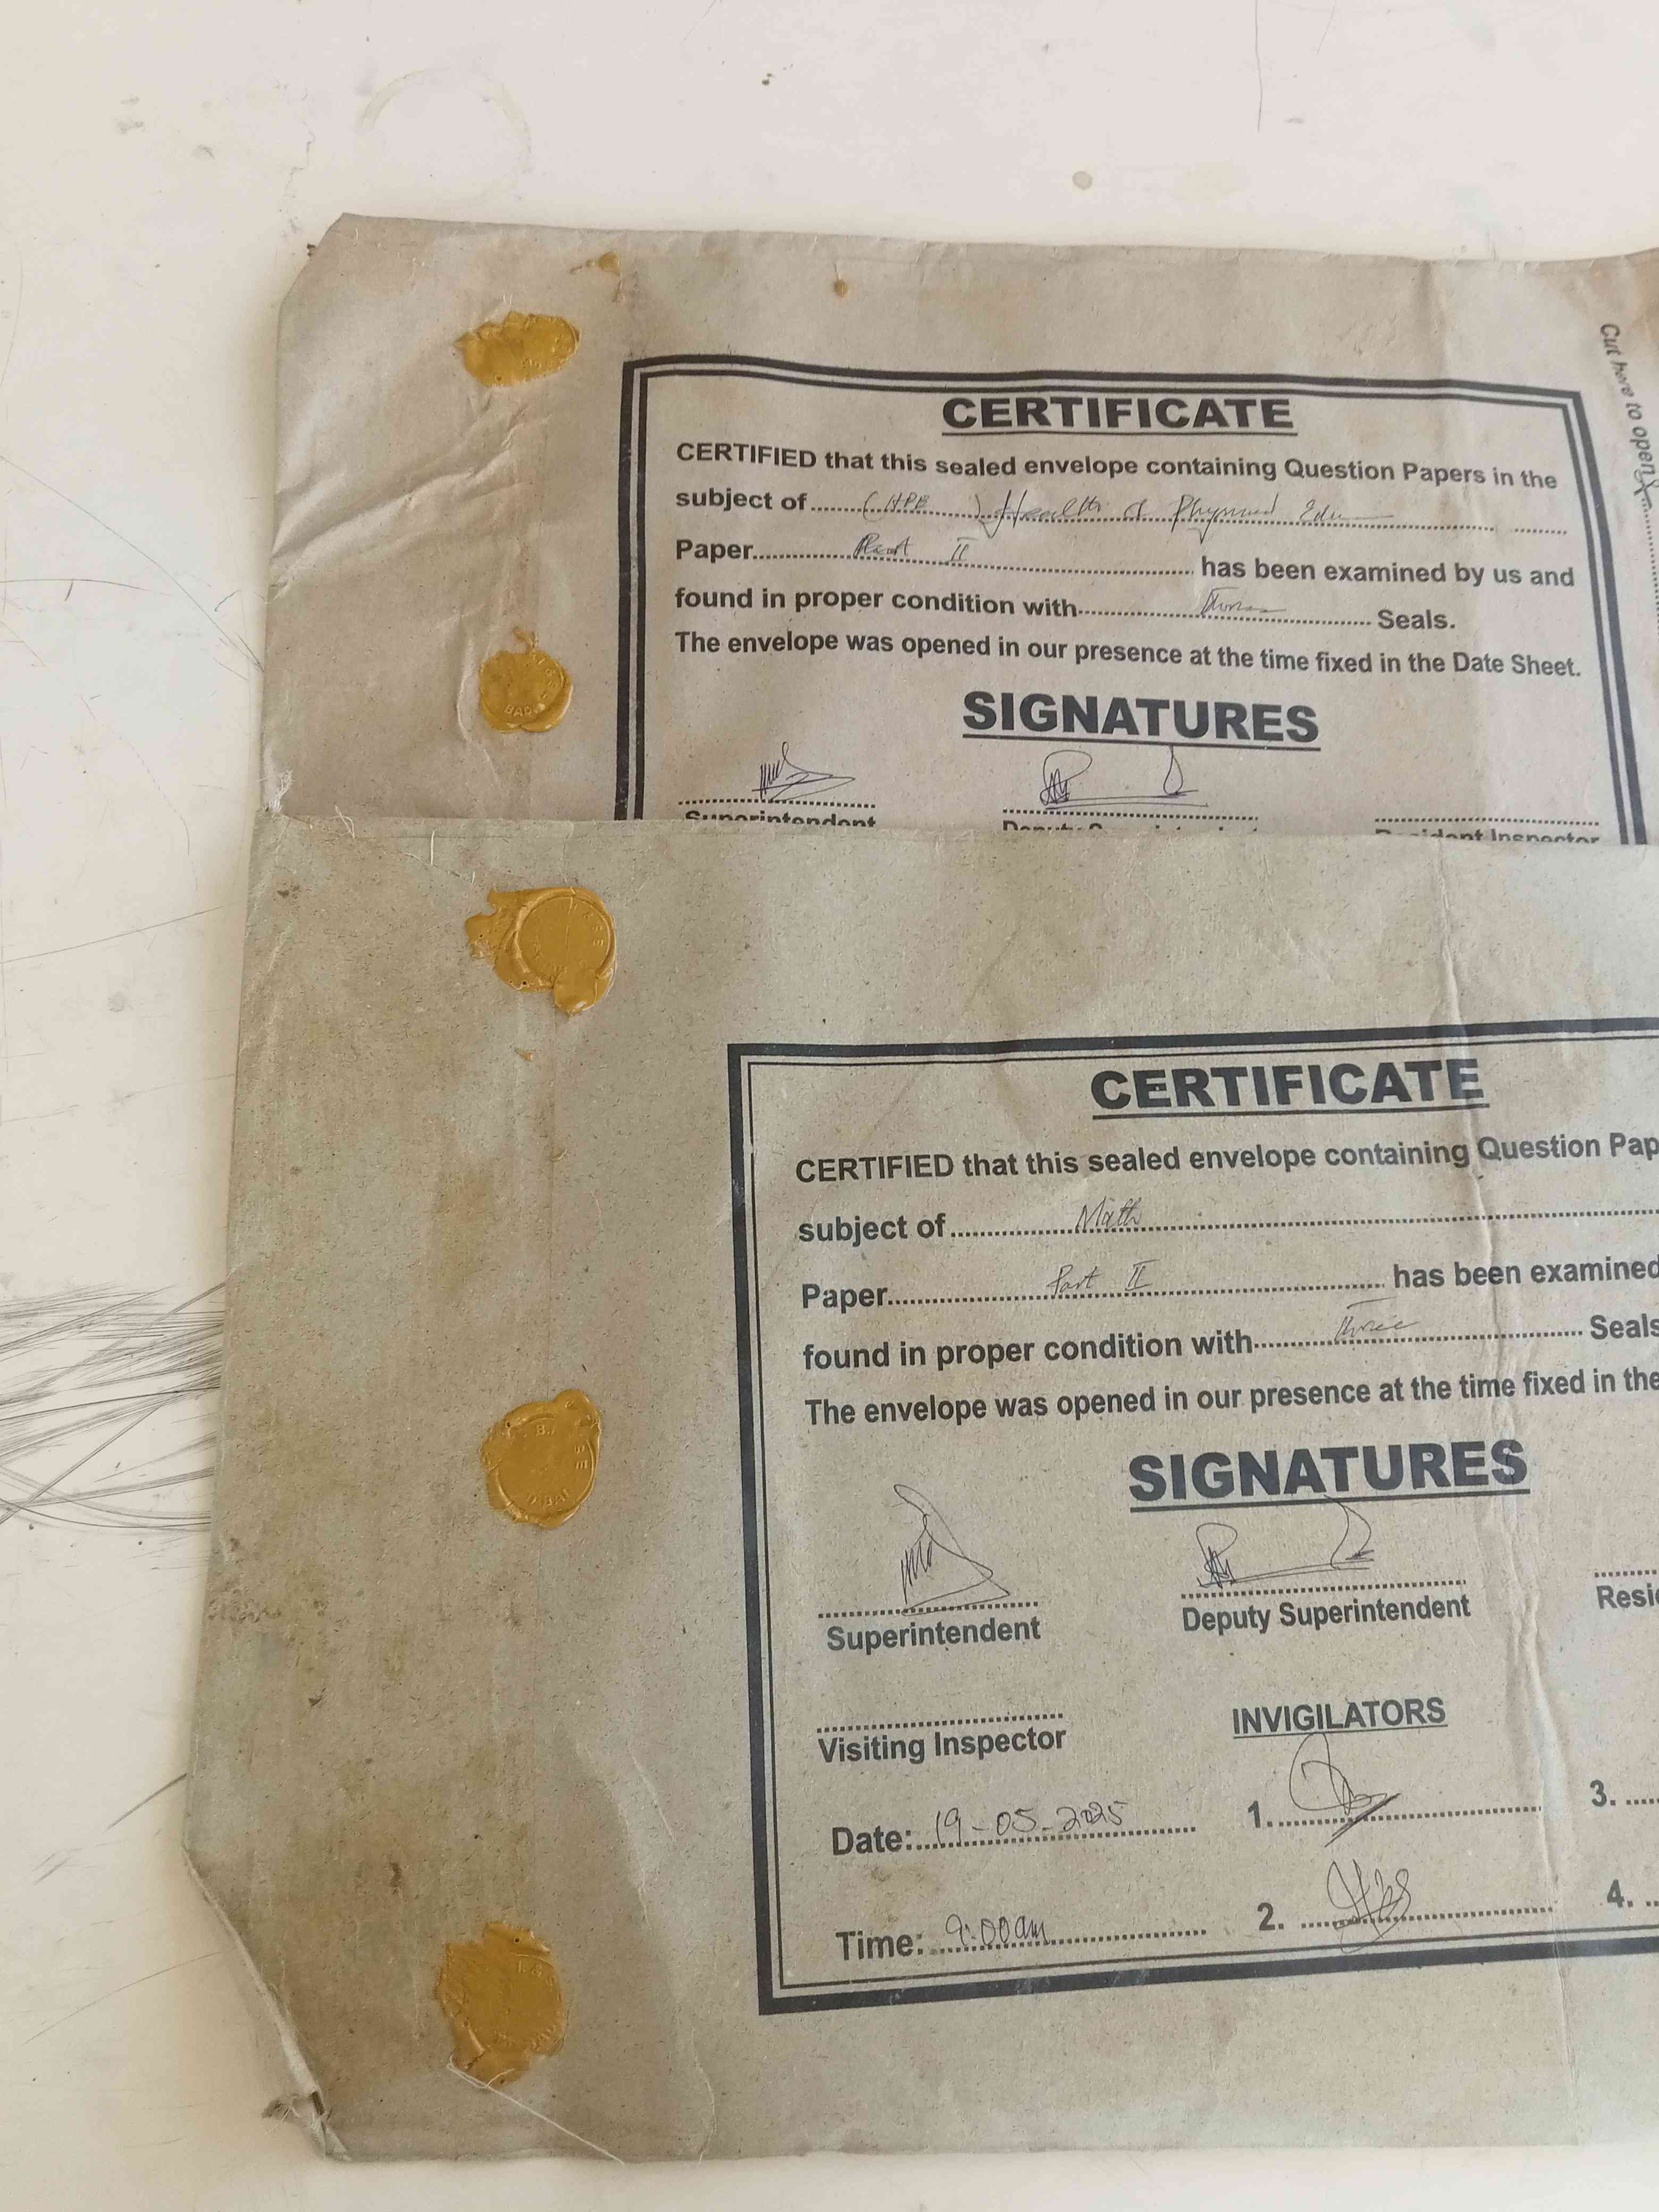 CERTIFICATE
CERTIFIED that this sealed envelope containing Question Papers in the
subject of (HPE) Health & Physical Edu
Paper Part II has been examined by us and
found in proper condition with Three Seals.
The envelope was opened in our presence at the time fixed in the Date Sheet.
SIGNATURES
Superintendent Deputy Superintendent Resident Inspector
Cut here to open
CERTIFICATE
CERTIFIED that this sealed envelope containing Question Pap
subject of Math
Paper Part II has been examined
found in proper condition with Three Seals
The envelope was opened in our presence at the time fixed in the
SIGNATURES
Superintendent Deputy Superintendent Resi
Visiting Inspector INVIGILATORS
Date: 19-05-2025 1. 3.
Time: 9:00am 2. 4.